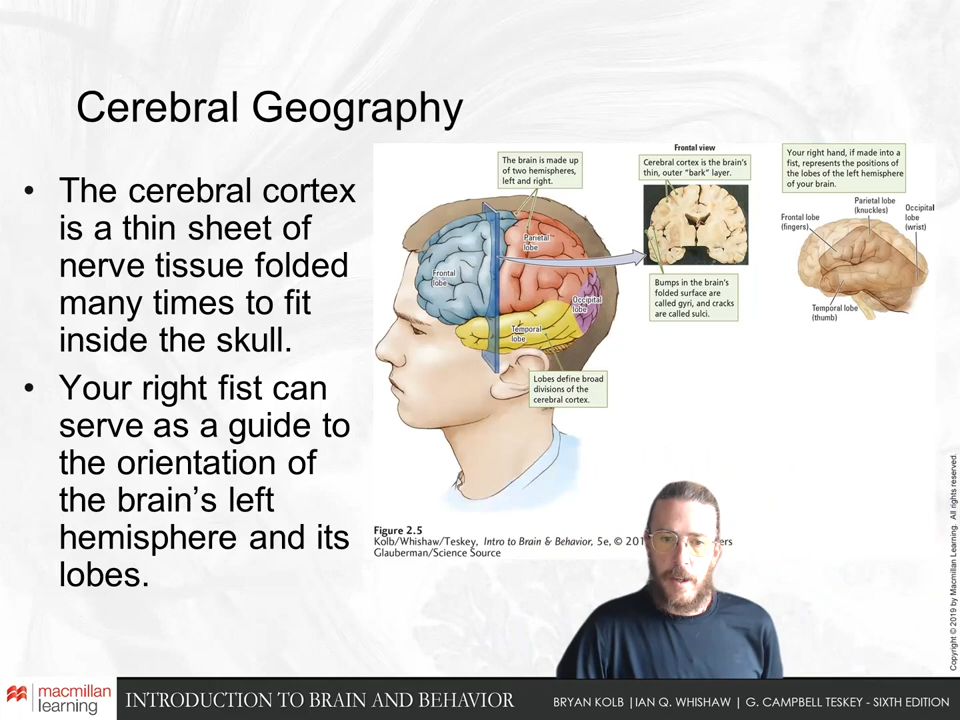 Cerebral Geography
• The cerebral cortex
is a thin sheet of
nerve tissue folded
many times to fit
inside the skull.
• Your right fist can
serve as a guide to
the orientation of
the brain’s left
hemisphere and its
lobes.
The brain is made up
of two hemispheres,
left and right.
Frontal
lobe
Parietal
lobe
Occipital
lobe
Temporal
lobe
Lobes define broad
divisions of the
cerebral cortex.
Frontal view
Cerebral cortex is the brain’s
thin, outer “bark” layer.
Bumps in the brain’s
folded surface are
called gyri, and cracks
are called sulci.
Your right hand, if made into a
fist, represents the positions of
the lobes of the left hemisphere
of your brain.
Frontal lobe
(fingers)
Parietal lobe
(knuckles)
Occipital
lobe
(wrist)
Temporal lobe
(thumb)
Figure 2.5
Kolb/Whishaw/Teskey, Intro to Brain & Behavior, 5e, ©
Glauberman/Science Source
Copyright © 2019 by Macmillan Learning. All rights reserved.
macmillan
learning
INTRODUCTION TO BRAIN AND BEHAVIOR
BRYAN KOLB |IAN Q. WHISHAW | G. CAMPBELL TESKEY - SIXTH EDITION